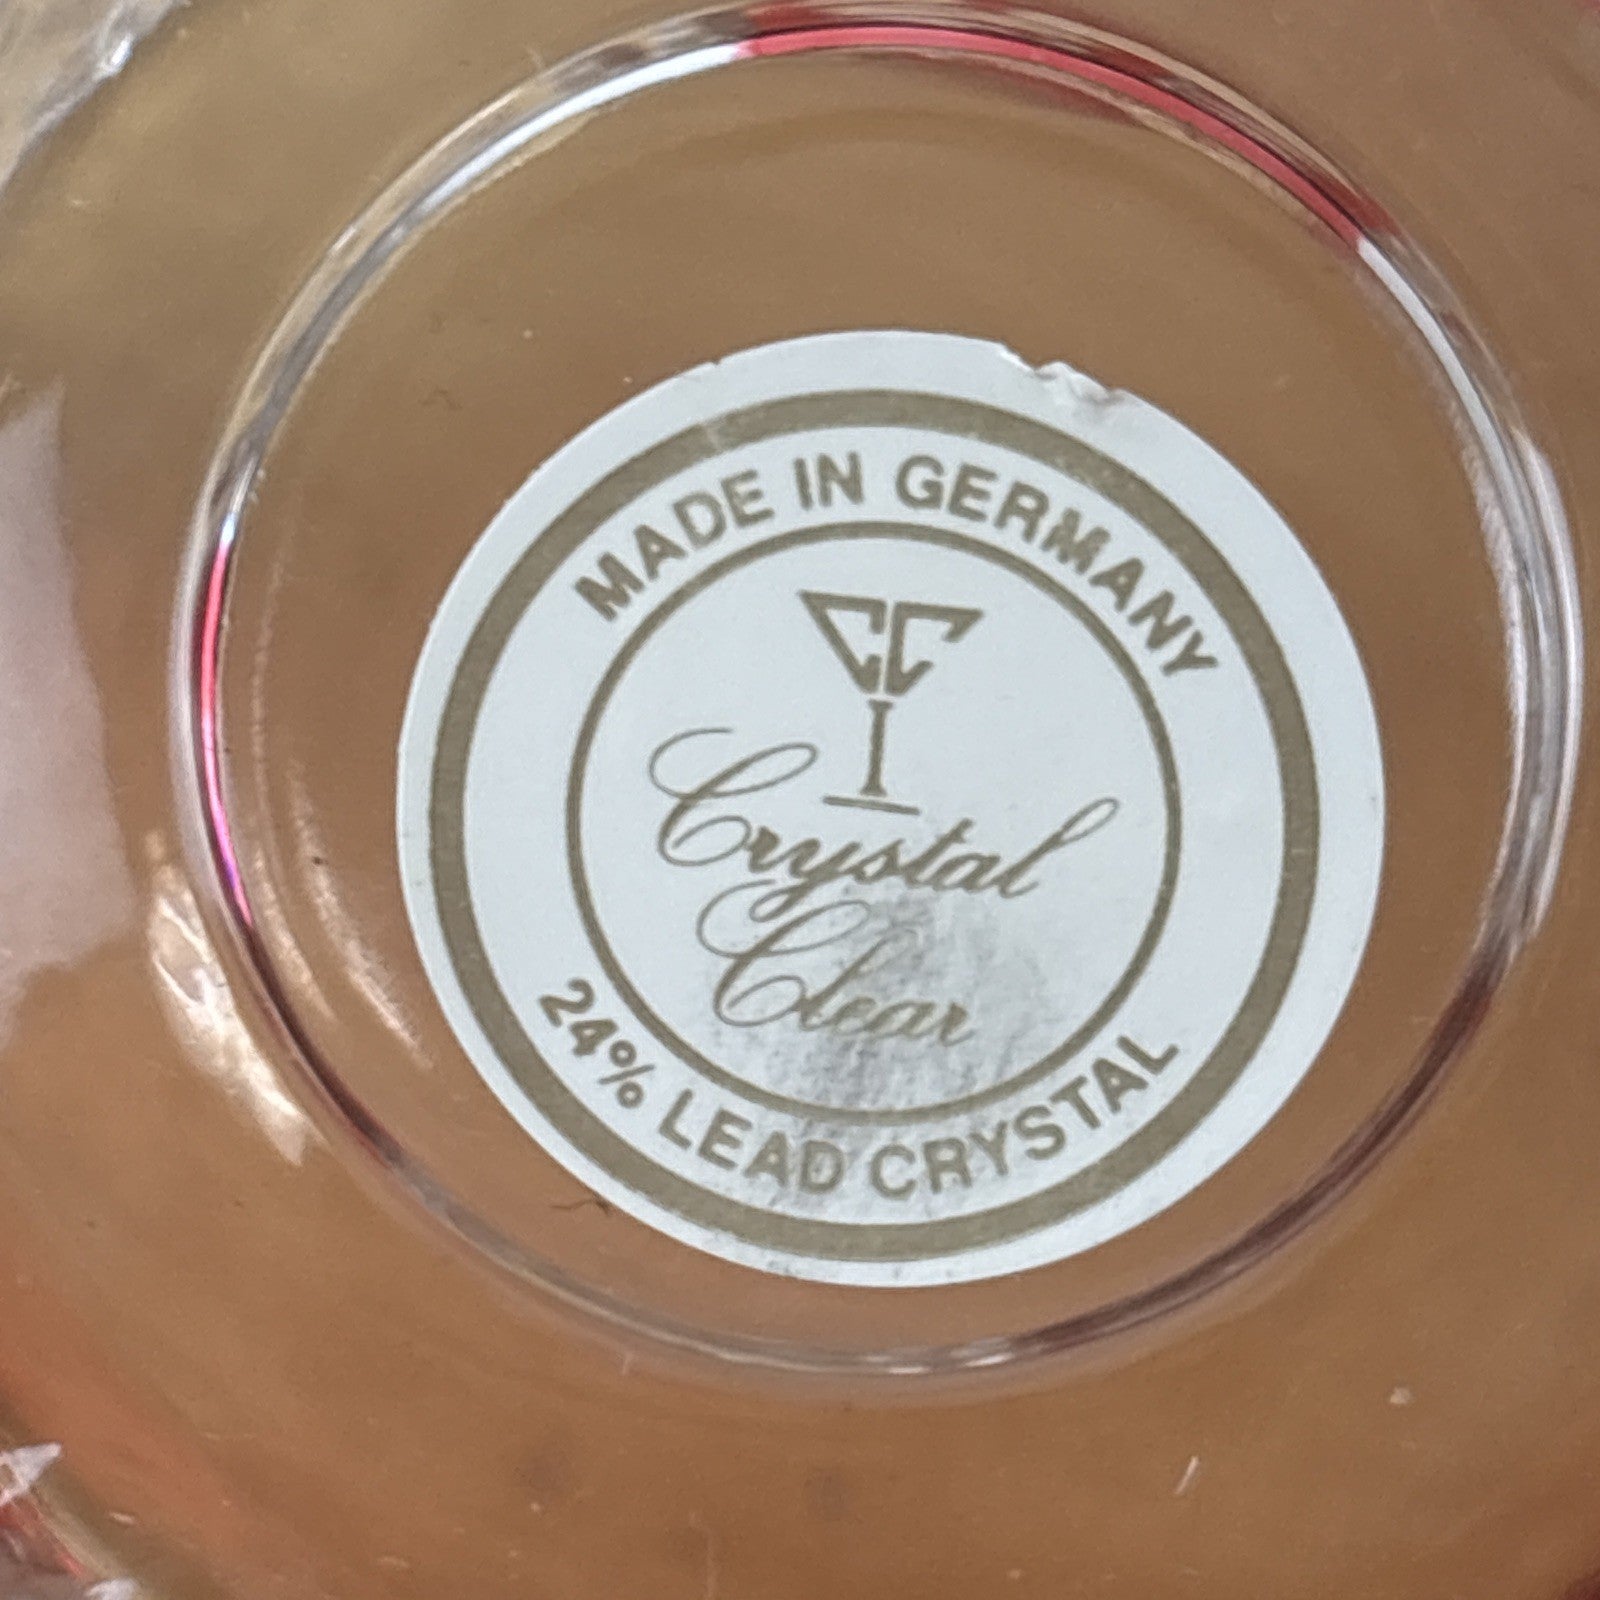 MADE IN GERMANY
CC
Crystal
Clear
24% LEAD CRYSTAL